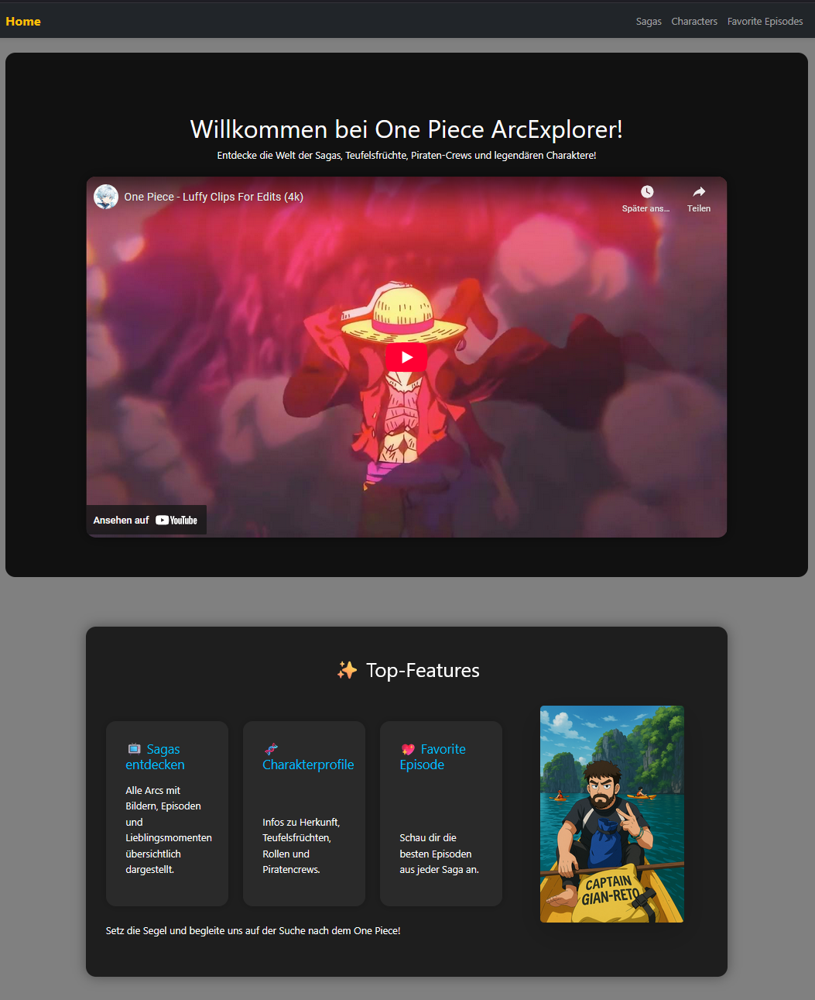 Home
Sagas Characters Favorite Episodes
Willkommen bei One Piece ArcExplorer!
Entdecke die Welt der Sagas, Teufelsfrüchte, Piraten-Crews und legendären Charaktere!
One Piece - Luffy Clips For Edits (4k)
Später ans...
Teilen
Ansehen auf YouTube
✨ Top-Features
📺 Sagas
entdecken
Alle Arcs mit
Bildern, Episoden
und
Lieblingsmomenten
übersichtlich
dargestellt.
🧬
Charakterprofile
Infos zu Herkunft,
Teufelsfrüchten,
Rollen und
Piratencrews.
💖 Favorite
Episode
Schau dir die
besten Episoden
aus jeder Saga an.
CAPTAIN
GIAN-RETO
Setz die Segel und begleite uns auf der Suche nach dem One Piece!